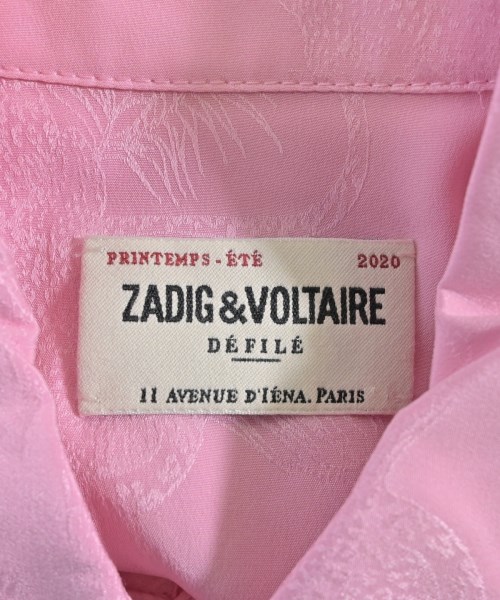 PRINTEMPS - ÉTÉ 2020
ZADIG&VOLTAIRE
DÉFILÉ
11 AVENUE D'IÉNA. PARIS